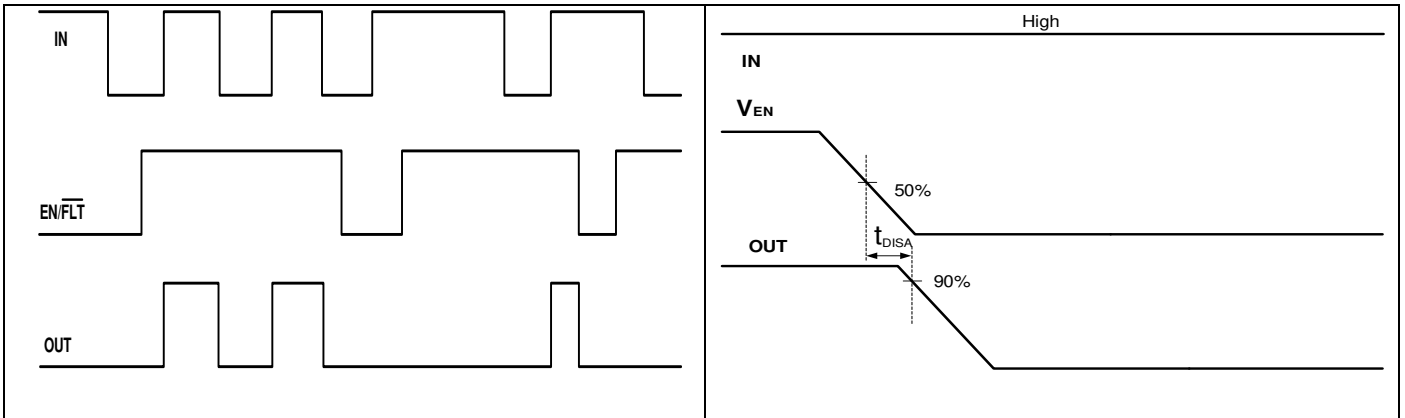 IN
EN/FLT
OUT
High
IN
VEN
50%
tDISA
OUT
90%